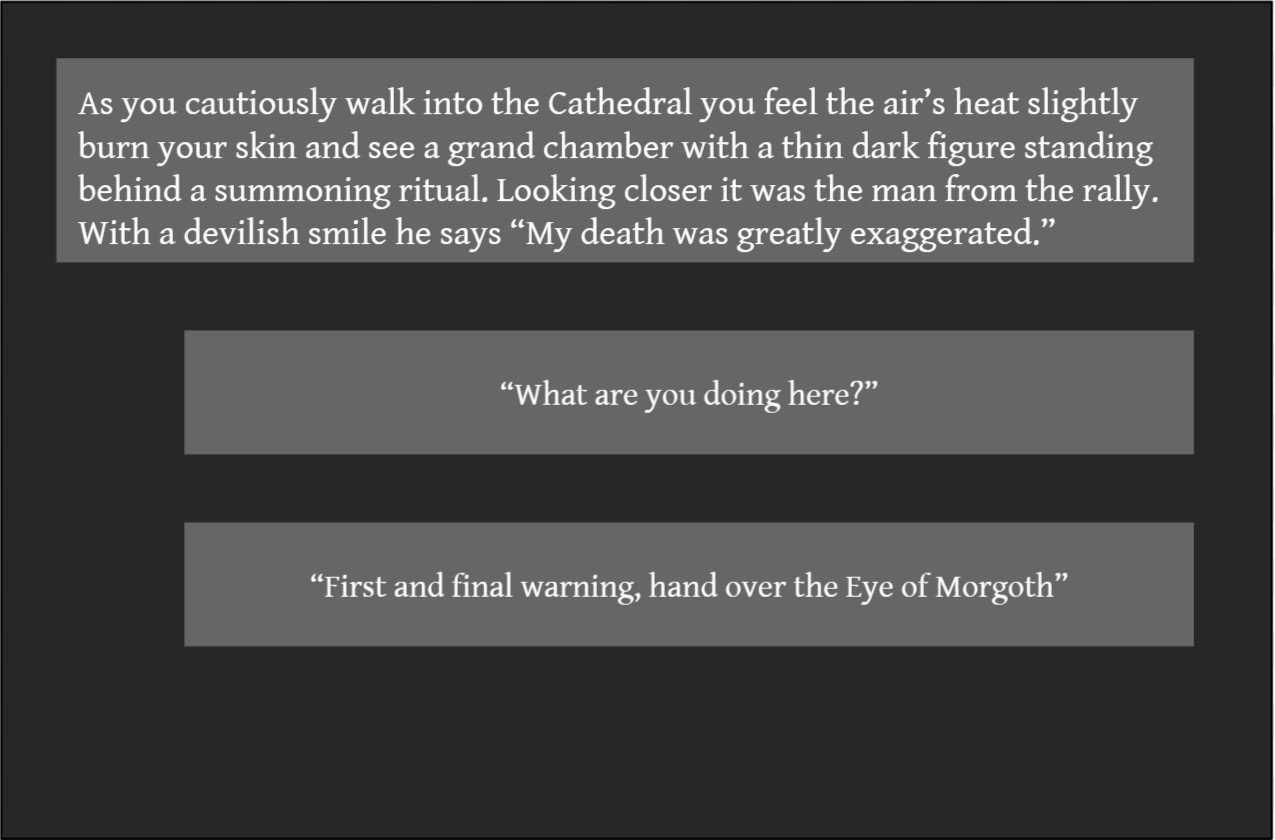 As you cautiously walk into the Cathedral you feel the air’s heat slightly
burn your skin and see a grand chamber with a thin dark figure standing
behind a summoning ritual. Looking closer it was the man from the rally.
With a devilish smile he says “My death was greatly exaggerated.”
“What are you doing here?”
“First and final warning, hand over the Eye of Morgoth”